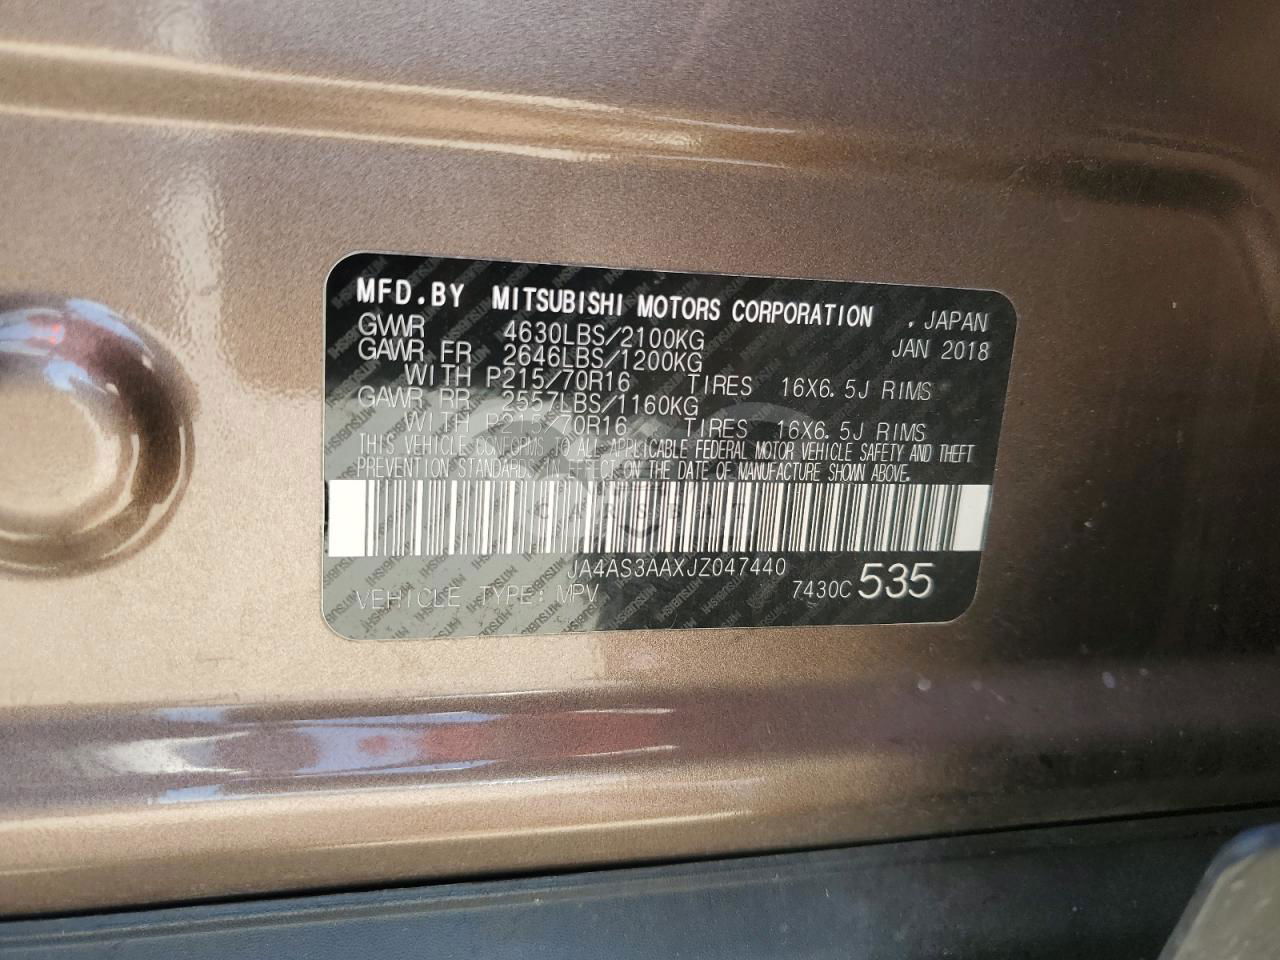 MFD.BY MITSUBISHI MOTORS CORPORATION . JAPAN
GVWR 4630LBS/2100KG JAN 2018
GAWR FR 2646LBS/1200KG
WITH P215/70R16 TIRES 16X6.5J RIMS
GAWR RR 2557LBS/1160KG
WITH P215/70R16 TIRES 16X6.5J RIMS
THIS VEHICLE CONFORMS TO ALL APPLICABLE FEDERAL MOTOR VEHICLE SAFETY AND THEFT
PREVENTION STANDARDS IN EFFECT ON THE DATE OF MANUFACTURE SHOWN ABOVE.
JA4AS3AAXJZ047440
VEHICLE TYPE: MPV 7430C 535